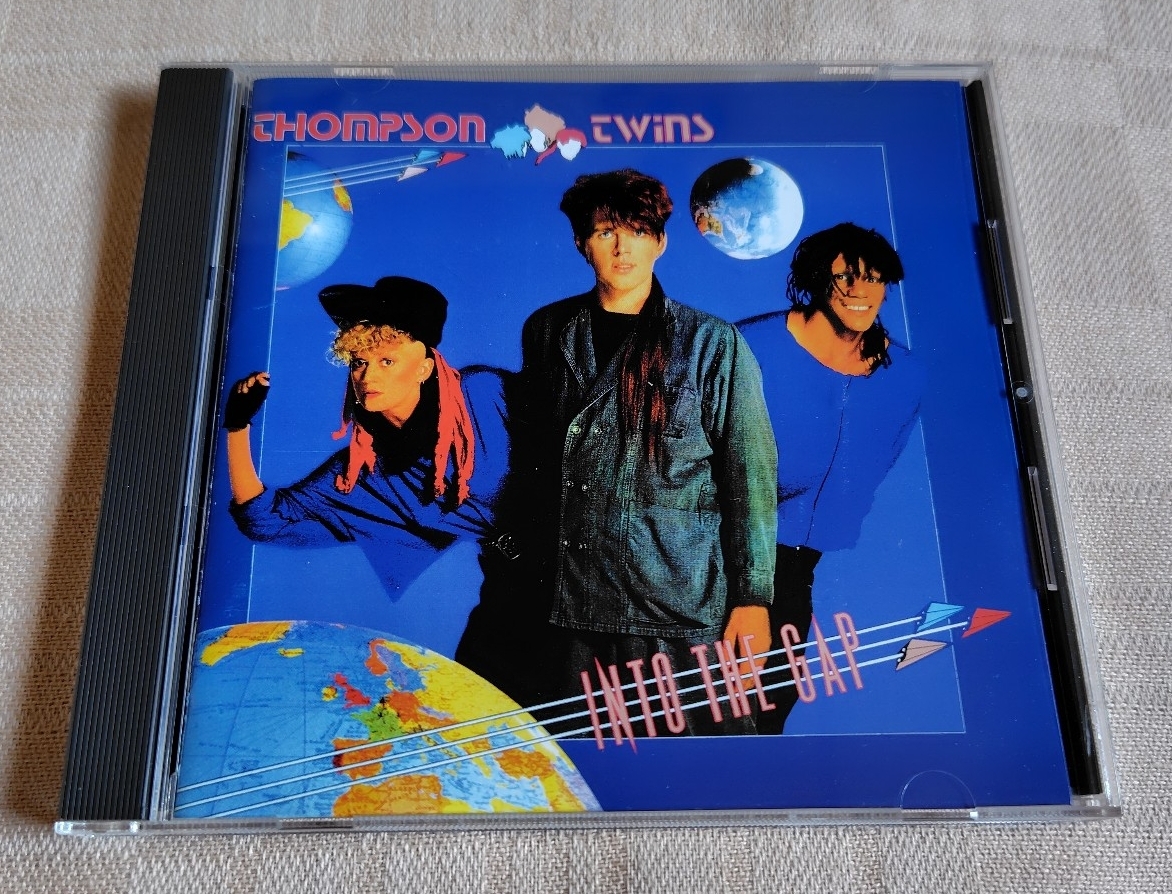 THOMPSON TWINS
INTO THE GAP